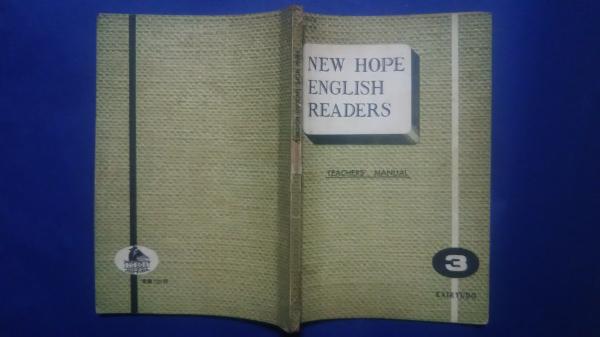 NEW HOPE
ENGLISH
READERS
TEACHERS' MANUAL
3
KAIRYUDO